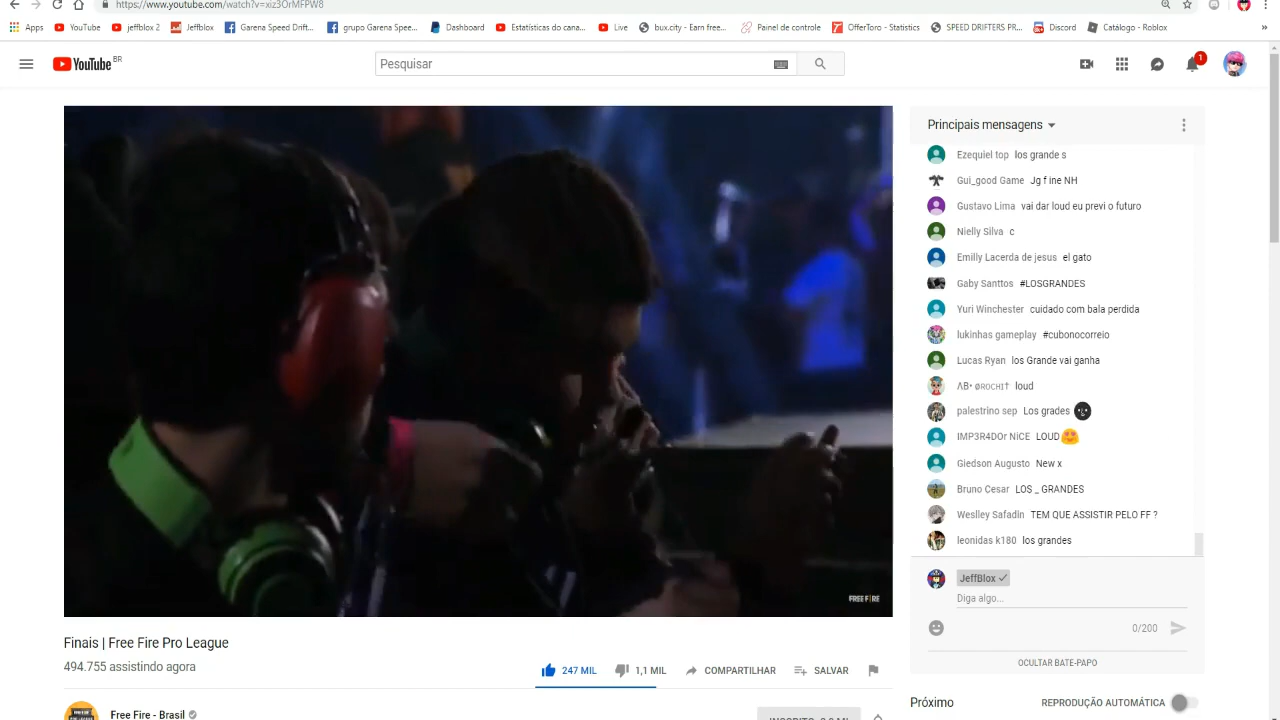 https://www.youtube.com/watch?v=xiz3OrMFPW8
Apps YouTube jeffblox 2 Jeffblox Garena Speed Drift... grupo Garena Spee... Dashboard Estatísticas do cana... Live bux.city - Earn free... Painel de controle OfferToro - Statistics SPEED DRIFTERS PR... Discord Catálogo - Roblox »
YouTube BR
Pesquisar
1
Principais mensagens
Ezequiel top los grande s
Gui_good Game Jg f ine NH
Gustavo Lima vai dar loud eu previ o futuro
Nielly Silva c
Emilly Lacerda de jesus el gato
Gaby Santtos #LOSGRANDES
Yuri Winchester cuidado com bala perdida
lukinhas gameplay #cubonocorreio
Lucas Ryan los Grande vai ganha
ΛB• øʀᴏᴄʜɪ† loud
palestrino sep Los grades
IMP3R4DOr NiCE LOUD
Giedson Augusto New x
Bruno Cesar LOS _ GRANDES
Weslley Safadin TEM QUE ASSISTIR PELO FF ?
leonidas k180 los grandes
JeffBlox
Diga algo...
0/200
OCULTAR BATE-PAPO
FREE FIRE
Finais | Free Fire Pro League
494.755 assistindo agora
247 MIL 1,1 MIL COMPARTILHAR SALVAR
Próximo REPRODUÇÃO AUTOMÁTICA
Free Fire - Brasil